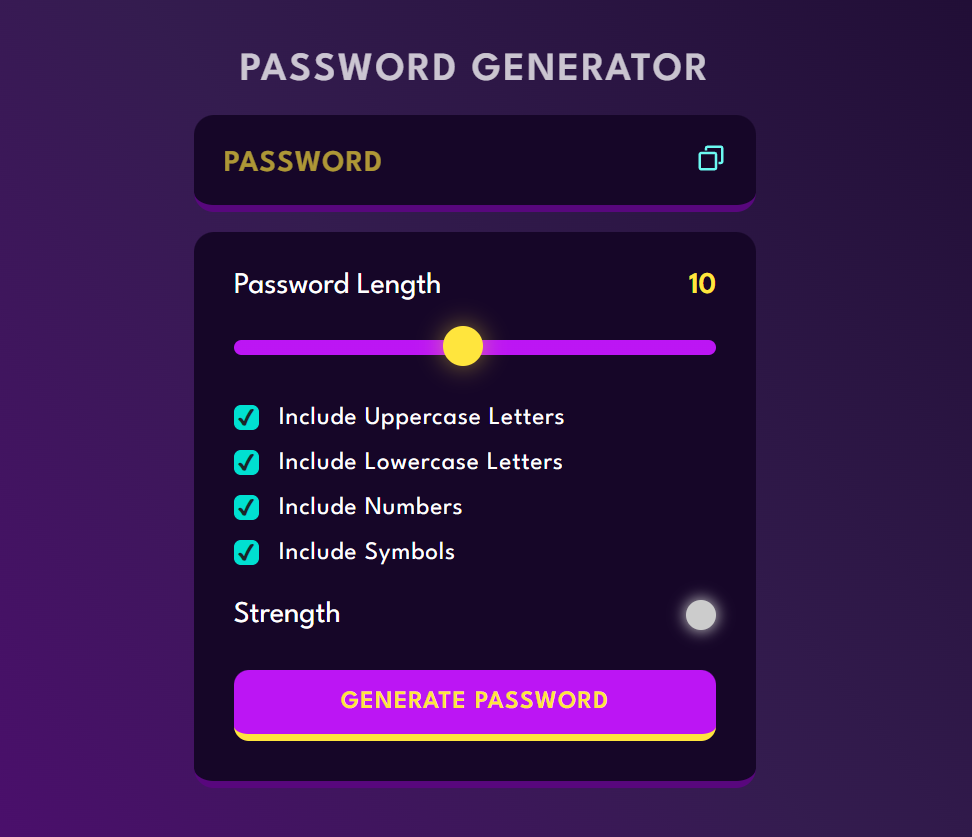 PASSWORD GENERATOR
PASSWORD
Password Length 10
Include Uppercase Letters
Include Lowercase Letters
Include Numbers
Include Symbols
Strength
GENERATE PASSWORD